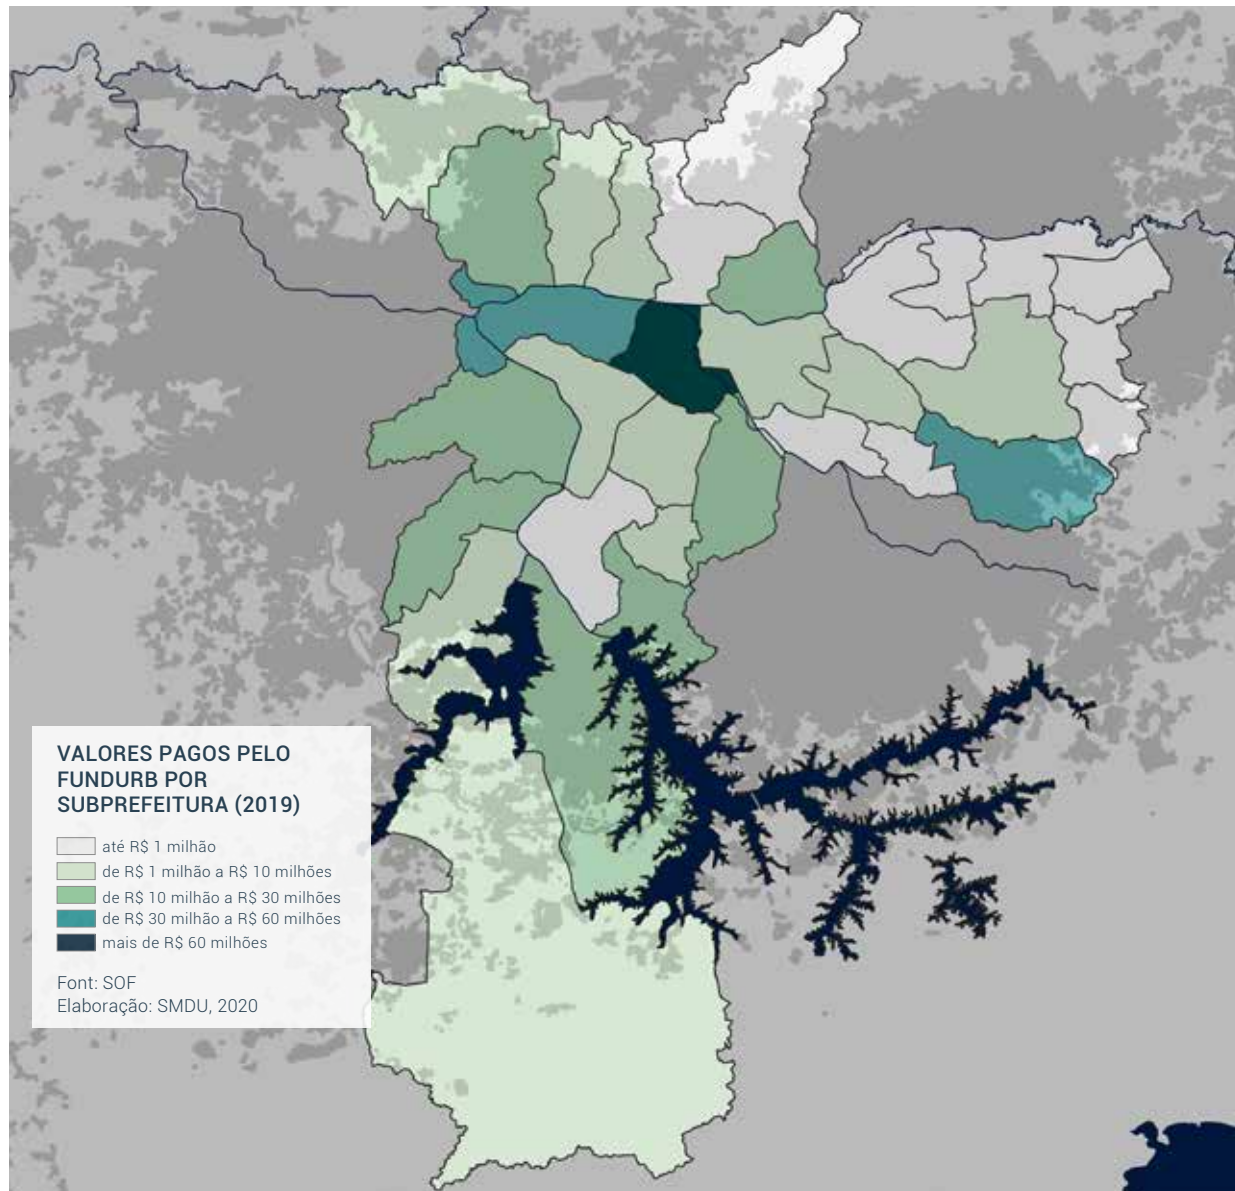 VALORES PAGOS PELO
FUNDURB POR
SUBPREFEITURA (2019)
até R$ 1 milhão
de R$ 1 milhão a R$ 10 milhões
de R$ 10 milhão a R$ 30 milhões
de R$ 30 milhão a R$ 60 milhões
mais de R$ 60 milhões
Font: SOF
Elaboração: SMDU, 2020